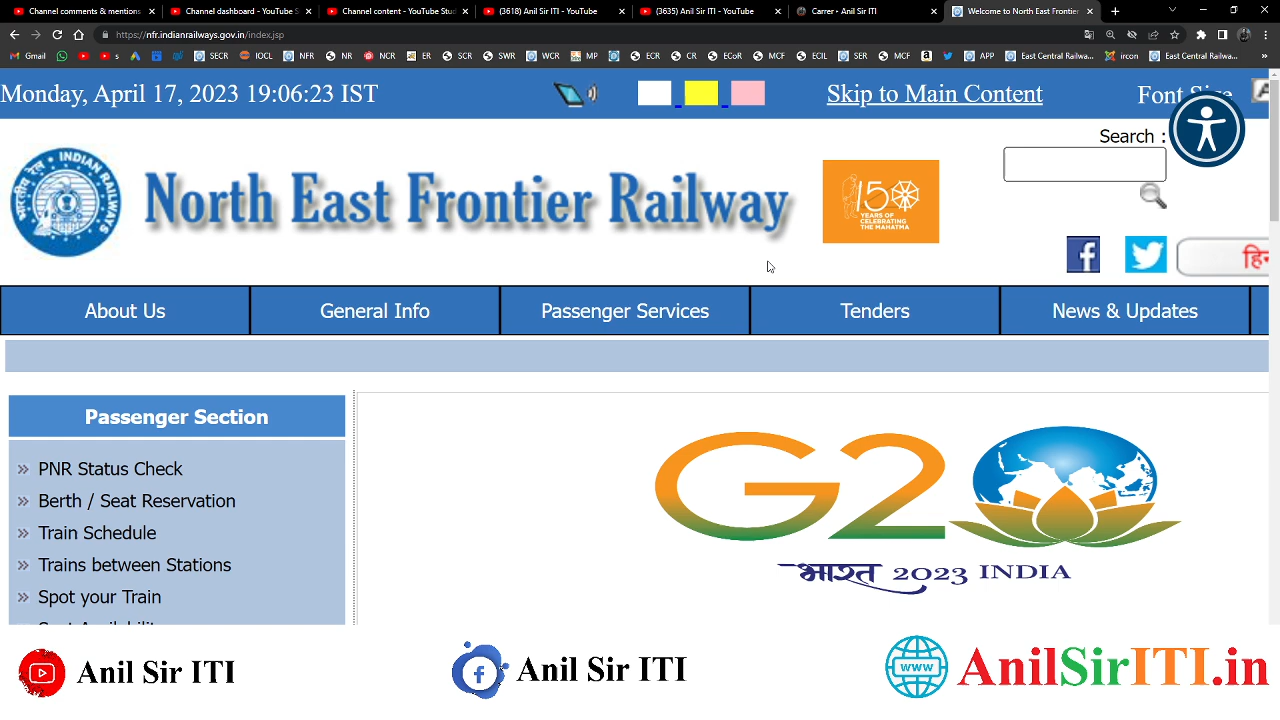 Channel comments & mentions
Channel dashboard - YouTube S
Channel content - YouTube Stud
(3618) Anil Sir ITI - YouTube
(3635) Anil Sir ITI - YouTube
Carrer • Anil Sir ITI
Welcome to North East Frontier
https://nfr.indianrailways.gov.in/index.jsp
Gmail
s
SECR
IOCL
NFR
NR
NCR
ER
SCR
SWR
WCR
MP
ECR
CR
ECoR
MCF
ECIL
SER
MCF
APP
East Central Railwa...
ircon
East Central Railwa...
Monday, April 17, 2023 19:06:23 IST
Skip to Main Content
Font Size
A
Search :
INDIAN RAILWAYS
भारतीय रेल
North East Frontier Railway
150
YEARS OF
CELEBRATING
THE MAHATMA
हिन
About Us
General Info
Passenger Services
Tenders
News & Updates
Passenger Section
PNR Status Check
Berth / Seat Reservation
Train Schedule
Trains between Stations
Spot your Train
G20
भारत 2023 INDIA
Anil Sir ITI
Anil Sir ITI
www
AnilSirITI.in